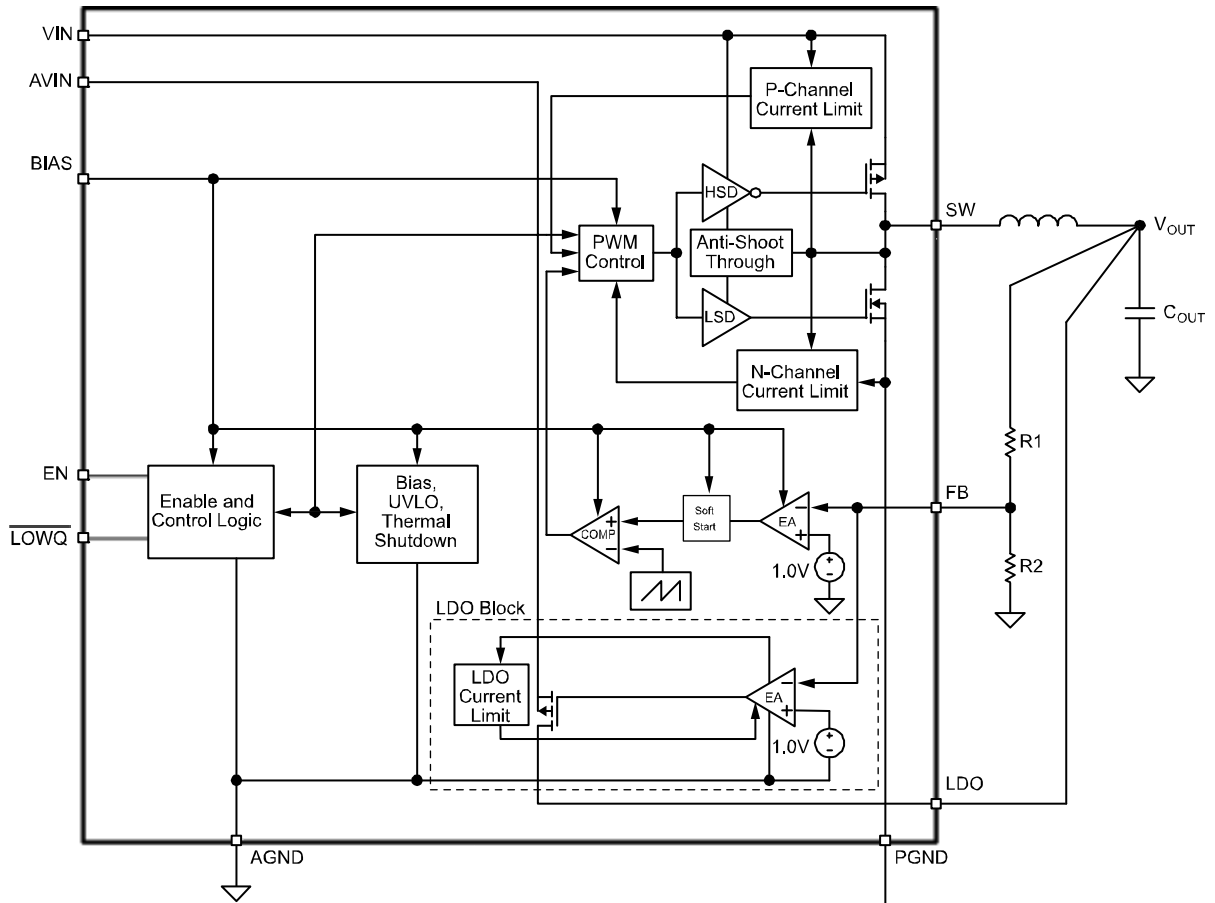 VIN
AVIN
P-Channel
Current Limit
BIAS
HSD
SW
VOUT
PWM
Control
Anti-Shoot
Through
LSD
COUT
N-Channel
Current Limit
R1
EN
Enable and
Control Logic
LOWQ
Bias,
UVLO,
Thermal
Shutdown
COMP
+
−
Soft
Start
EA
−
+
FB
1.0V
+
−
R2
LDO Block
LDO
Current
Limit
EA
−
+
1.0V
+
−
LDO
AGND
PGND